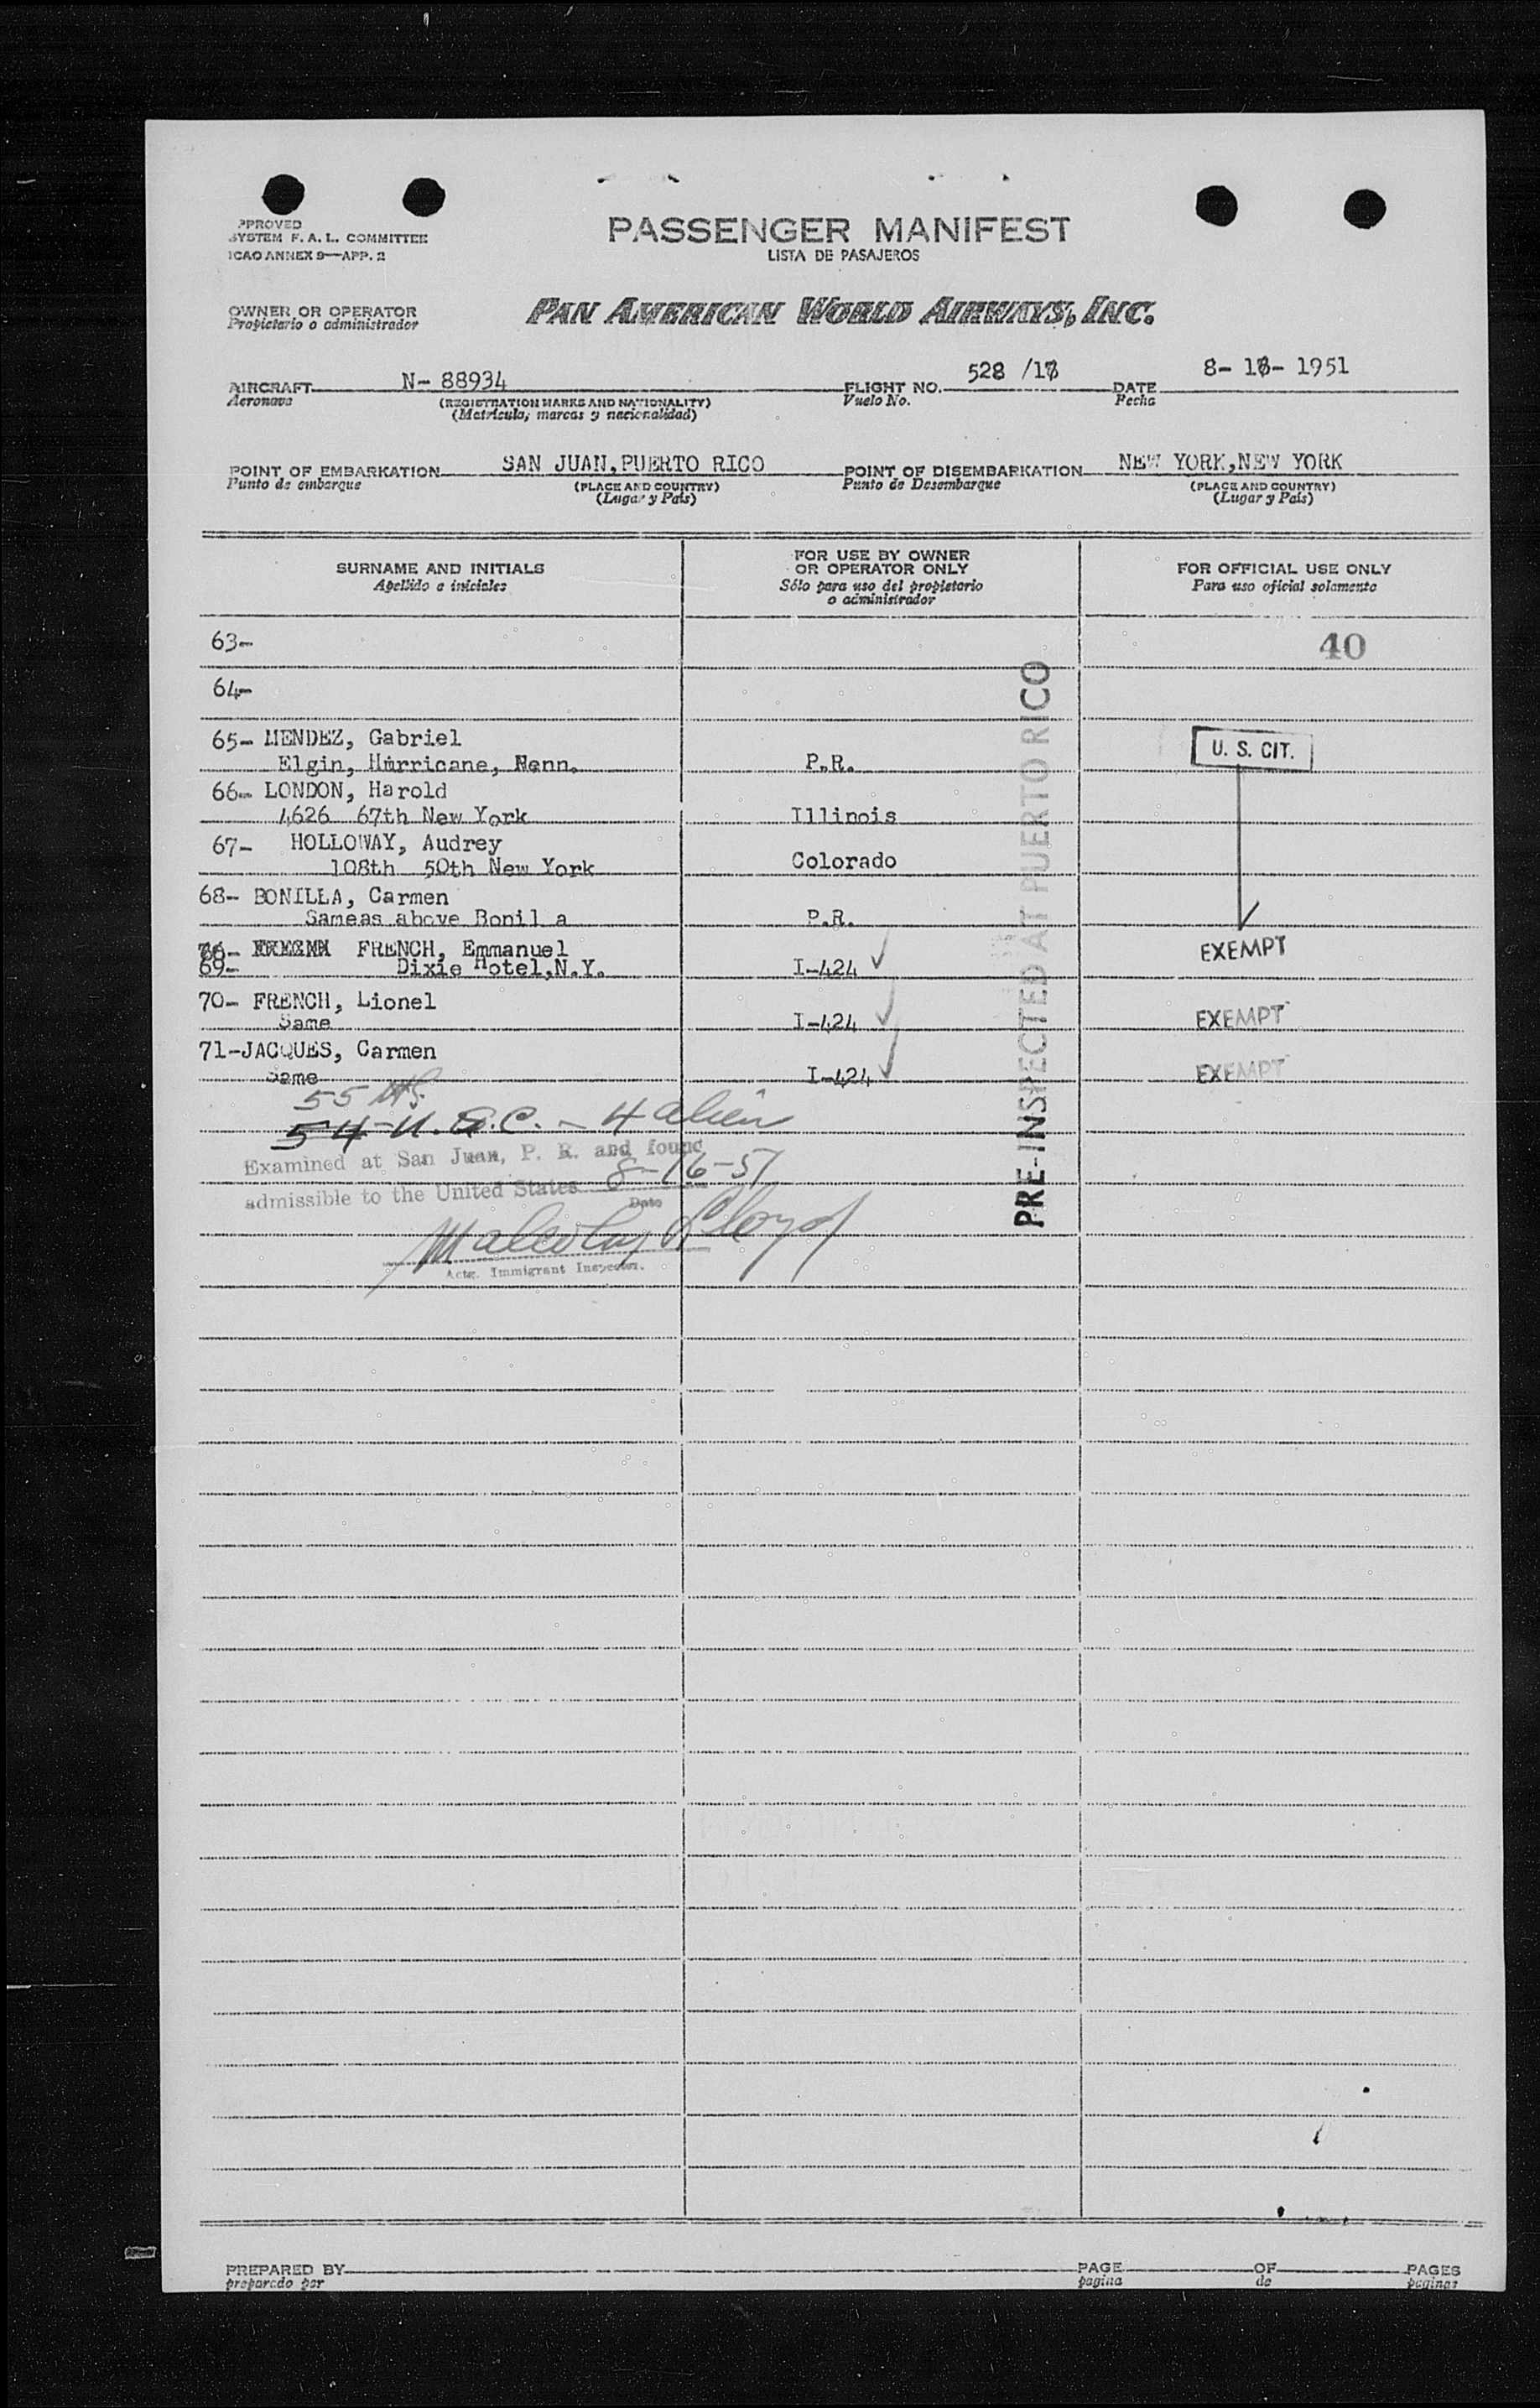 PPROVED
SYSTEM F. A. L. COMMITTEE
ICAO ANNEX 9—APP. 2
PASSENGER MANIFEST
LISTA DE PASAJEROS
OWNER OR OPERATOR
Propietario o administrador
PAN AMERICAN WORLD AIRWAYS, INC.
AIRCRAFT N- 88934
Aeronave
(REGISTRATION MARKS AND NATIONALITY)
(Matrícula, marcas y nacionalidad)
FLIGHT NO. 528
Vuelo No.
DATE 8- 1951
Fecha
POINT OF EMBARKATION SAN JUAN, PUERTO RICO
Punto de embarque
(PLACE AND COUNTRY)
(Lugar y País)
POINT OF DISEMBARKATION NEW YORK, NEW YORK
Punto de Desembarque
(PLACE AND COUNTRY)
(Lugar y País)
SURNAME AND INITIALS
Apellido e iniciales
FOR USE BY OWNER
OR OPERATOR ONLY
Sólo para uso del propietario
o administrador
FOR OFFICIAL USE ONLY
Para uso oficial solamente
63- 40
64-
65- MENDEZ, Gabriel U. S. CIT.
Elgin, Hurricane, P.R.
66- LONDON, Harold
4626 67th New York Illinois
67- HOLLOWAY, Audrey
108th 50th New York Colorado
68- BONILLA, Carmen
Sameas above Bonil a P.R.
FRENCH, Emmanuel EXEMPT
69- Dixie Hotel, N.Y. I-424
70- FRENCH, Lionel
Same I-424 EXEMPT
71-JACQUES, Carmen
Same I-424 EXEMPT
PRE-INSPECTED AT PUERTO RICO
55
54 U.S.C. - 4 alien
Examined at San Juan, P. R. and found
admissible to the United States 8-16-51
Date
Malcolm Lloyd
Actg. Immigrant Inspector.
PREPARED BY
preparado por
PAGE OF PAGES
pagina de paginas